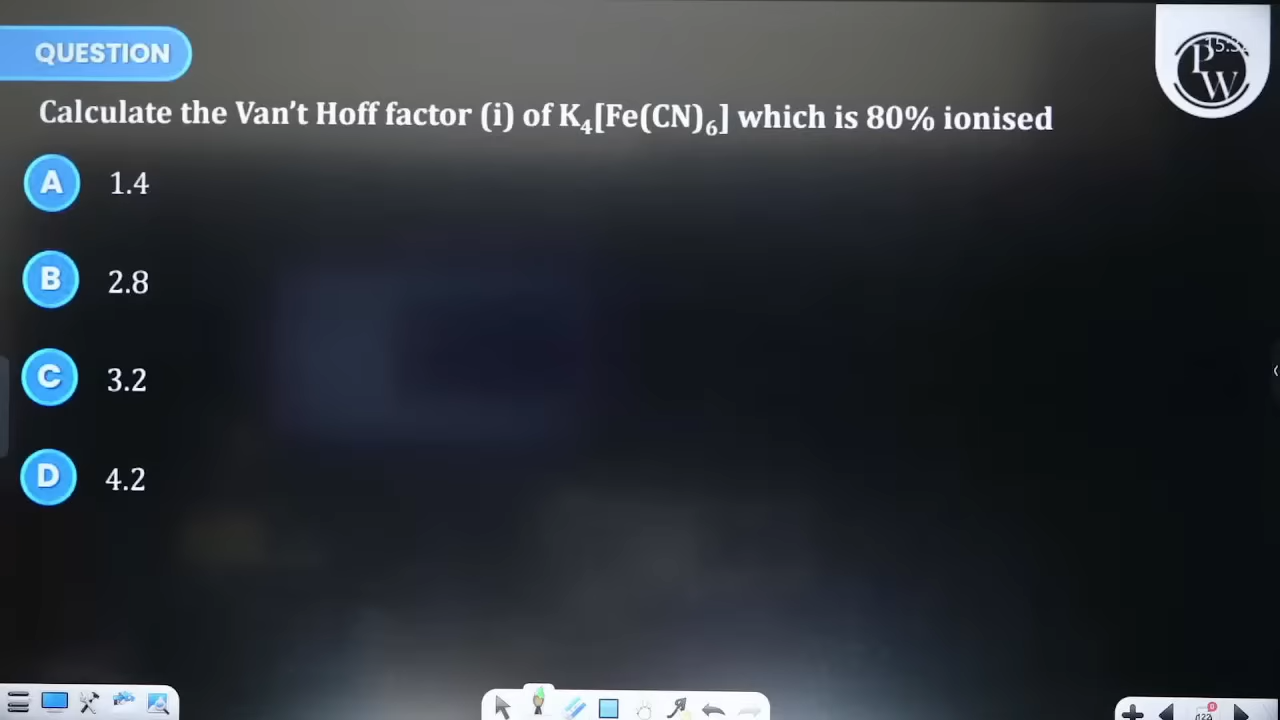 QUESTION
Calculate the Van’t Hoff factor (i) of K₄[Fe(CN)₆] which is 80% ionised
A 1.4
B 2.8
C 3.2
D 4.2
PW